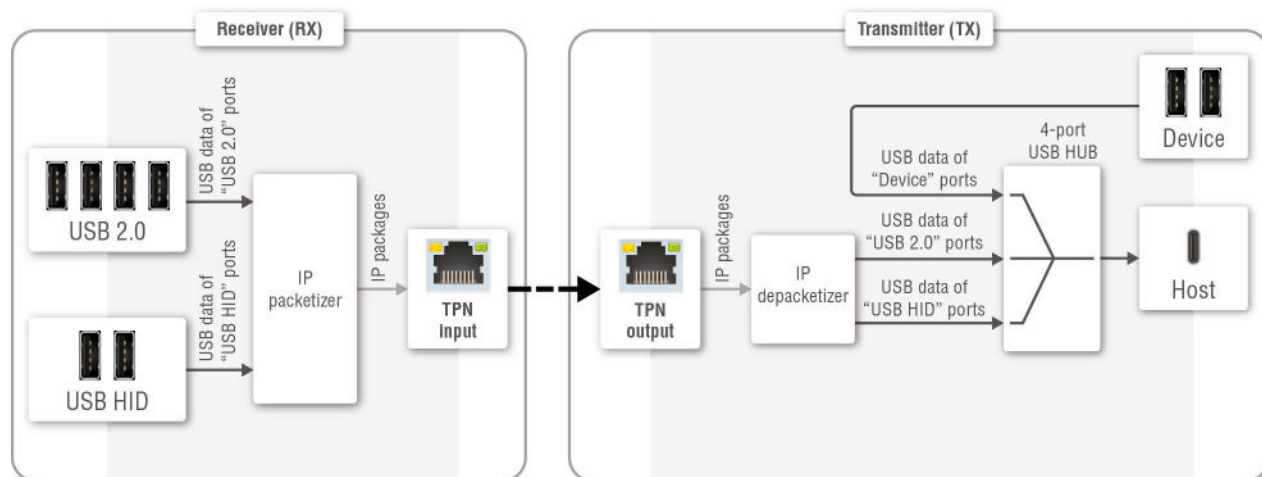 Receiver (RX)
USB 2.0
USB HID
USB data of
“USB 2.0” ports
USB data of
“USB HID” ports
IP
packetizer
IP packages
TPN
input
Transmitter (TX)
TPN
output
IP packages
IP
depacketizer
USB data of
“Device” ports
USB data of
“USB 2.0” ports
USB data of
“USB HID” ports
4-port
USB HUB
Device
Host